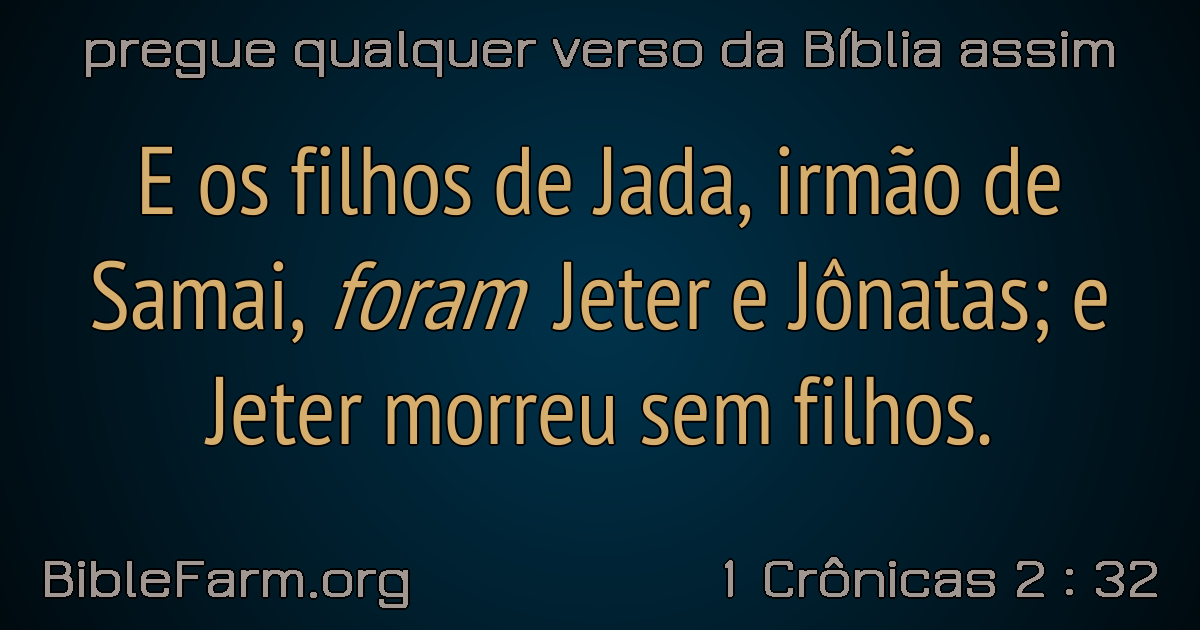 pregue qualquer verso da Bíblia assim
E os filhos de Jada, irmão de
Samai, foram Jeter e Jônatas; e
Jeter morreu sem filhos.
BibleFarm.org
1 Crônicas 2 : 32